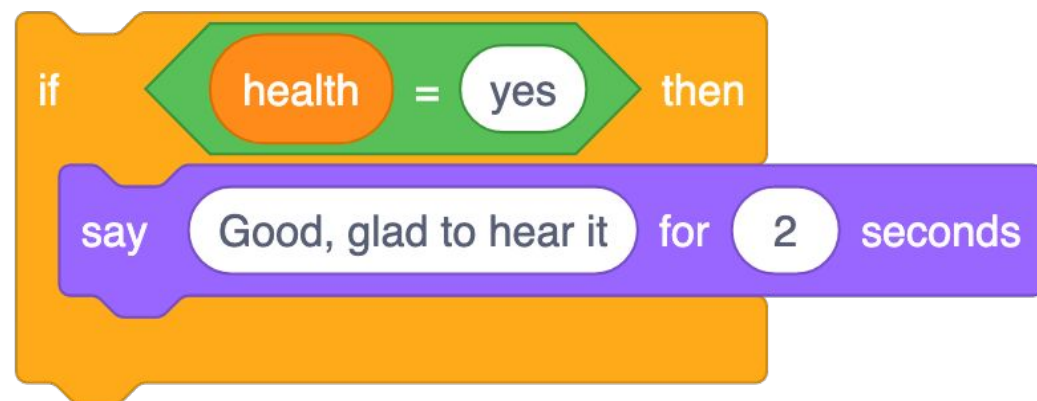 if health = yes then
say Good, glad to hear it for 2 seconds